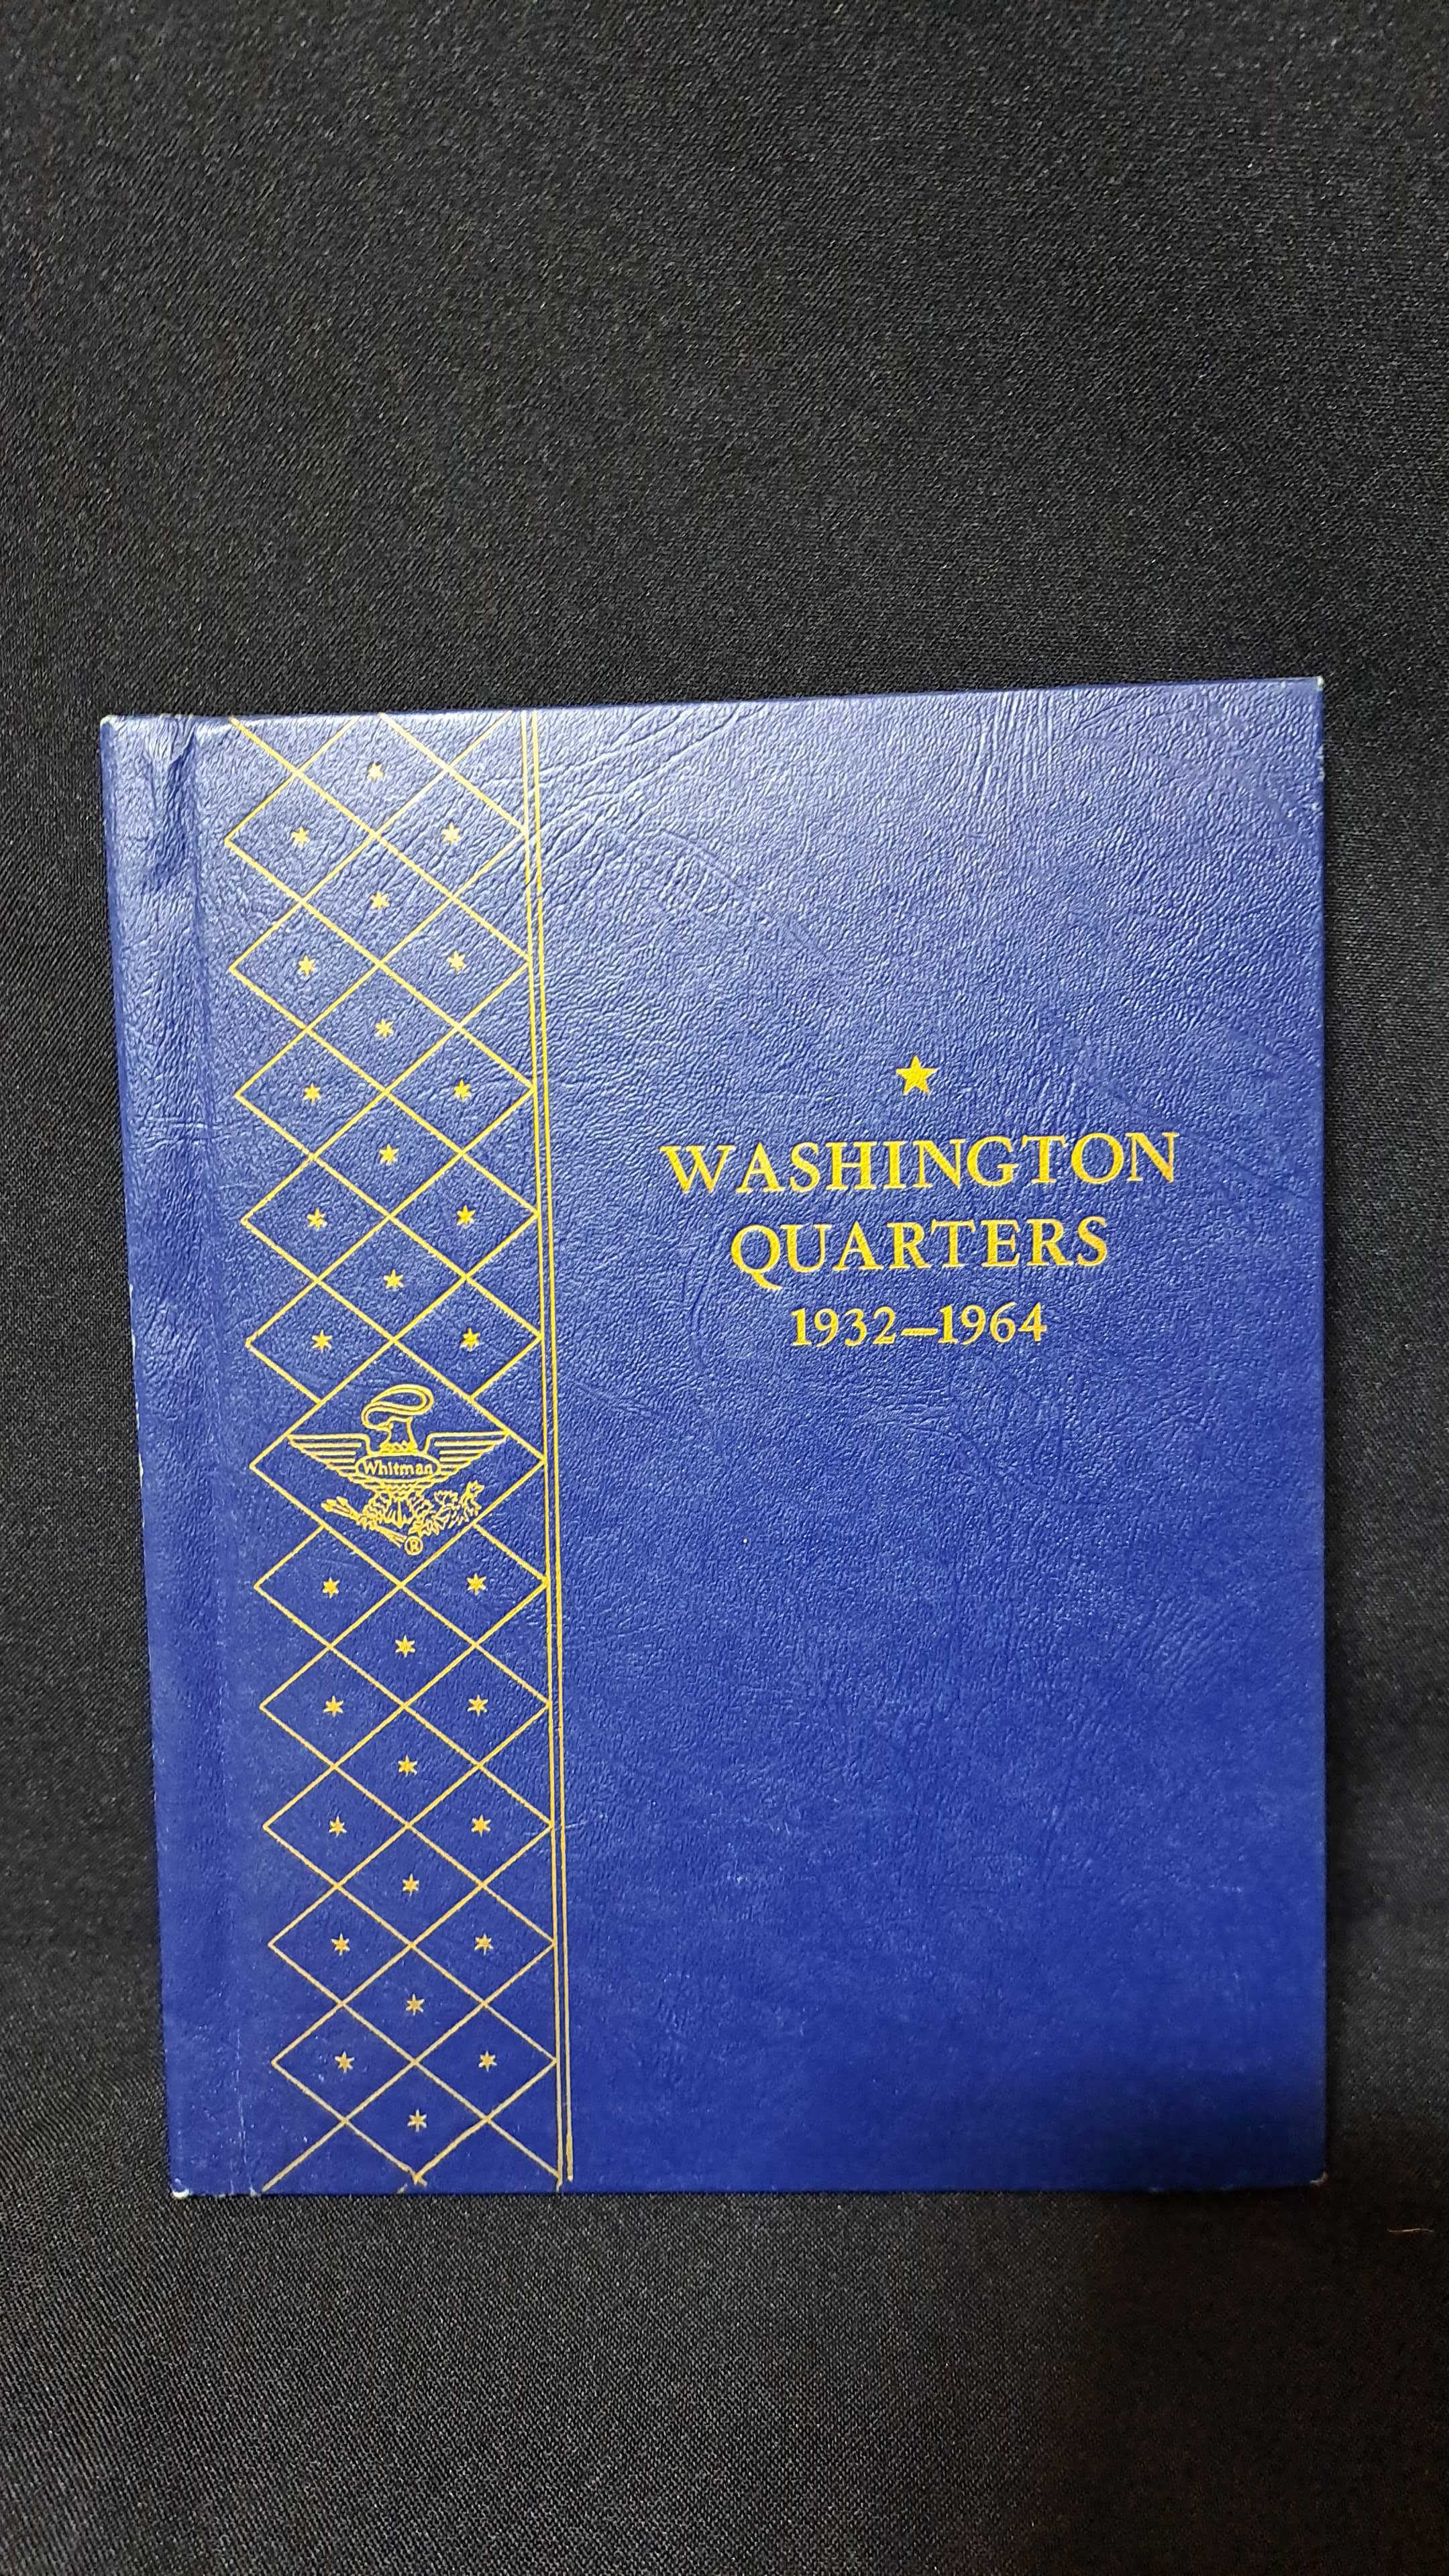 WASHINGTON
QUARTERS
1932–1964
Whitman
®